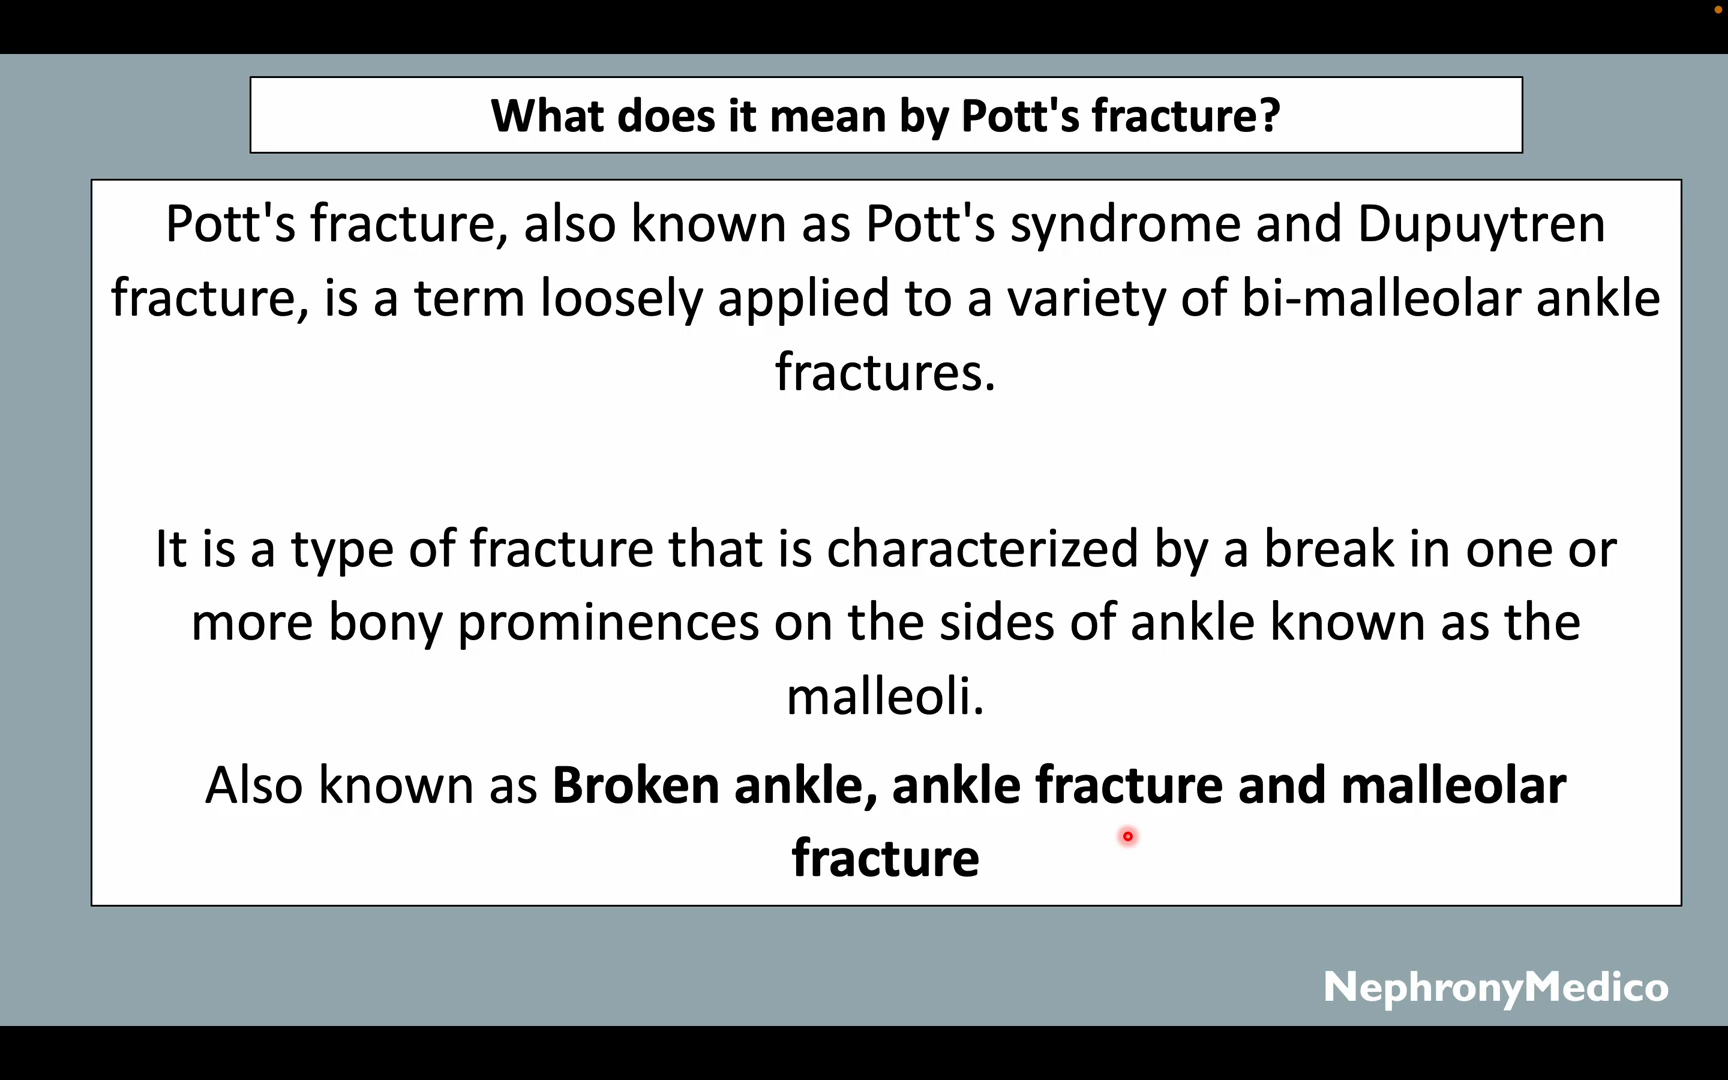 What does it mean by Pott's fracture?
Pott's fracture, also known as Pott's syndrome and Dupuytren
fracture, is a term loosely applied to a variety of bi-malleolar ankle
fractures.
It is a type of fracture that is characterized by a break in one or
more bony prominences on the sides of ankle known as the
malleoli.
Also known as Broken ankle, ankle fracture and malleolar
fracture
NephronyMedico